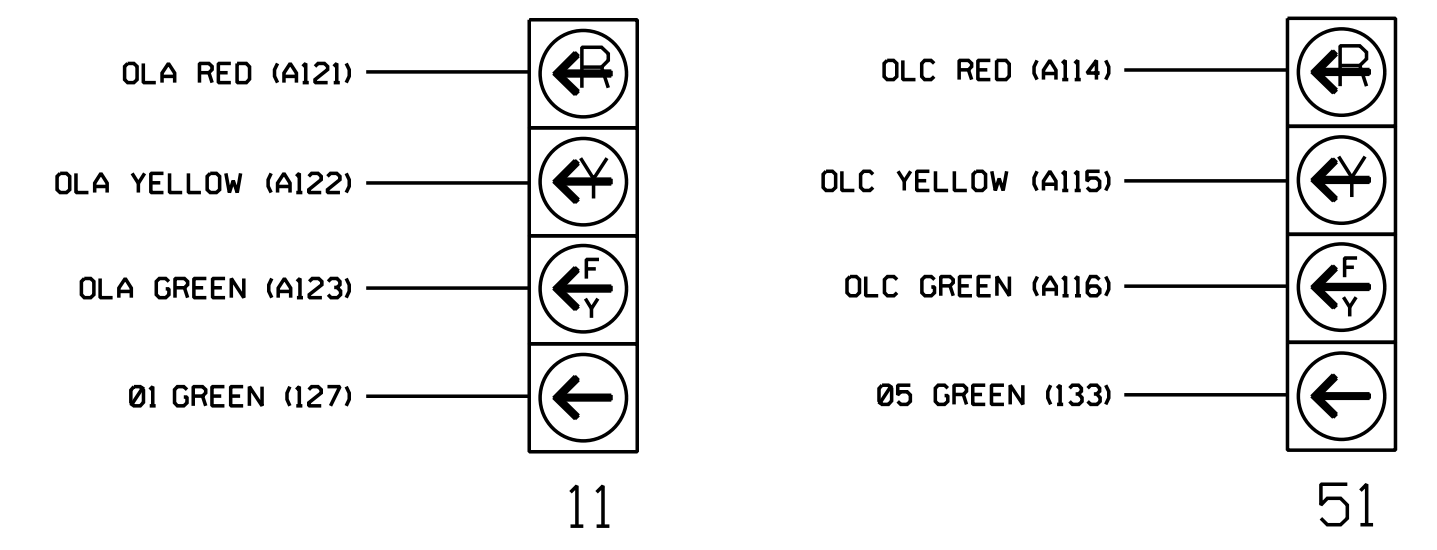 OLA RED (A121)
R
OLA YELLOW (A122)
Y
OLA GREEN (A123)
F
Y
Ø1 GREEN (127)
11
OLC RED (A114)
R
OLC YELLOW (A115)
Y
OLC GREEN (A116)
F
Y
Ø5 GREEN (133)
51